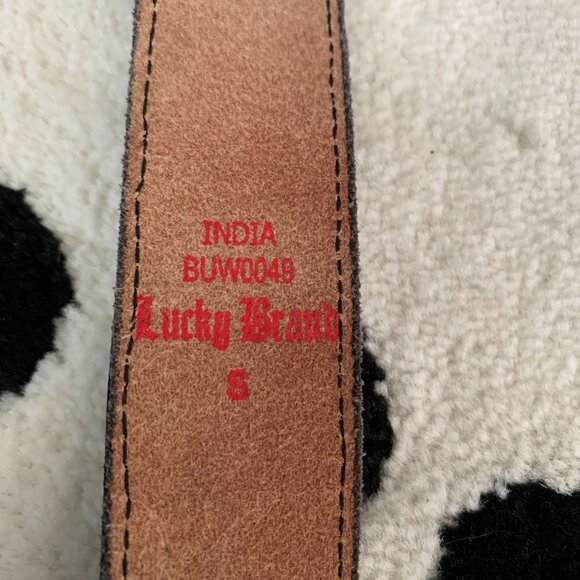 INDIA
BUW0049
Lucky Brand
S